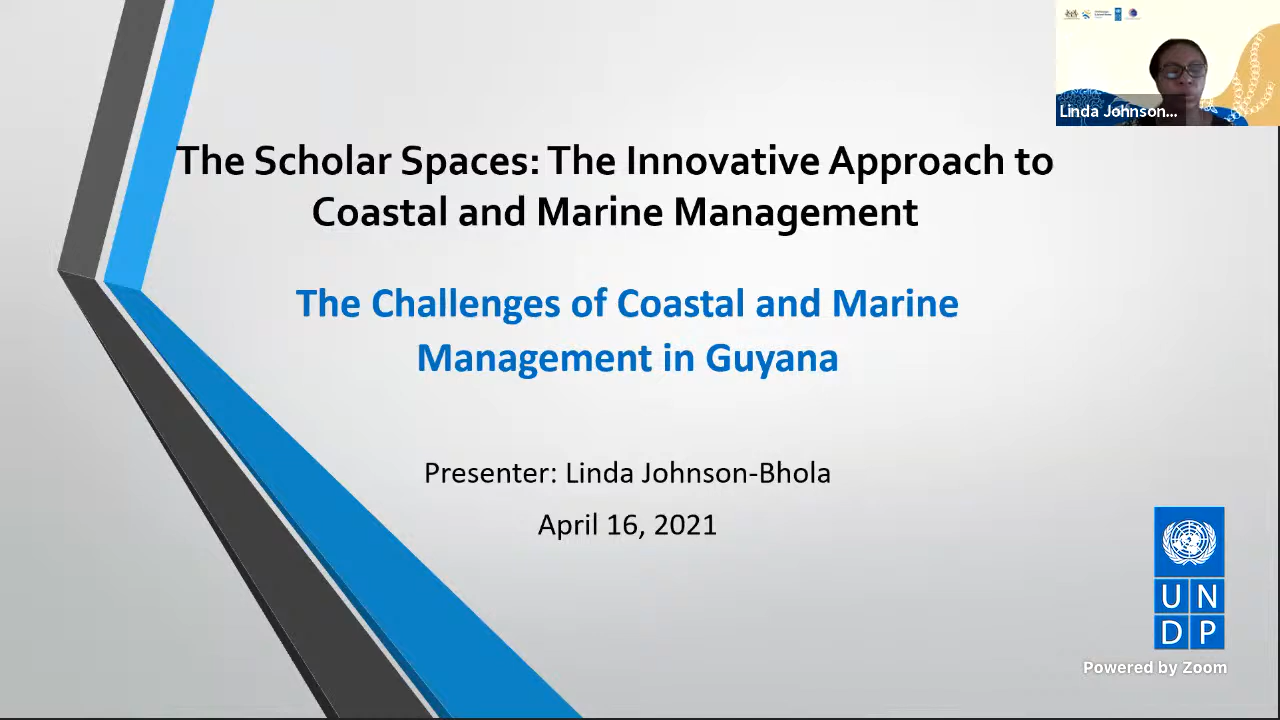 Linda Johnson...
The Scholar Spaces: The Innovative Approach to
Coastal and Marine Management
The Challenges of Coastal and Marine
Management in Guyana
Presenter: Linda Johnson-Bhola
April 16, 2021
U N
D P
Powered by Zoom